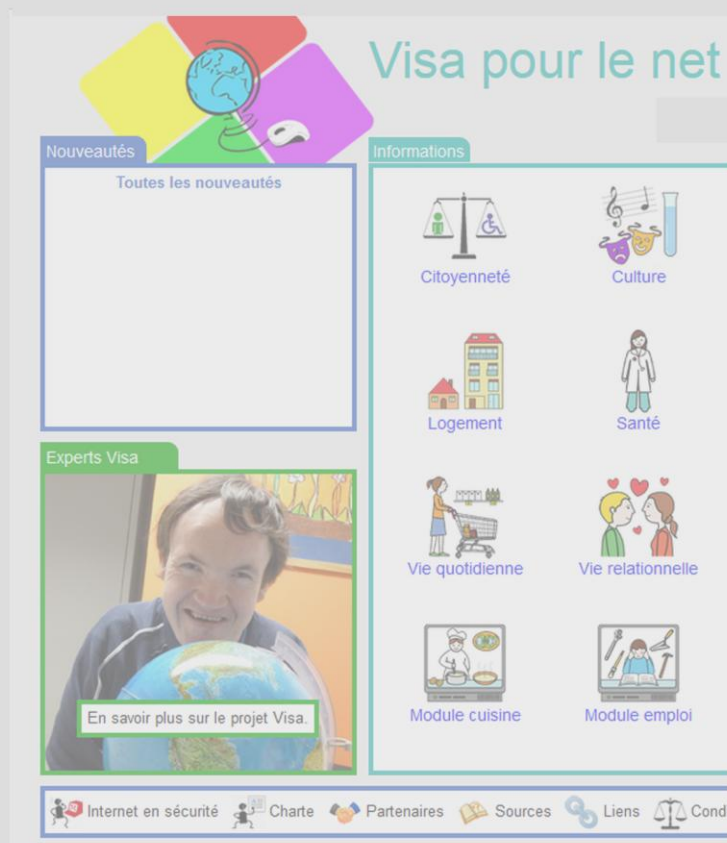 Visa pour le net
Nouveautés
Toutes les nouveautés
Informations
Citoyenneté
Culture
Logement
Santé
Vie quotidienne
Vie relationnelle
Module cuisine
Module emploi
Experts Visa
En savoir plus sur le projet Visa.
Internet en sécurité
Charte
Partenaires
Sources
Liens
Cond